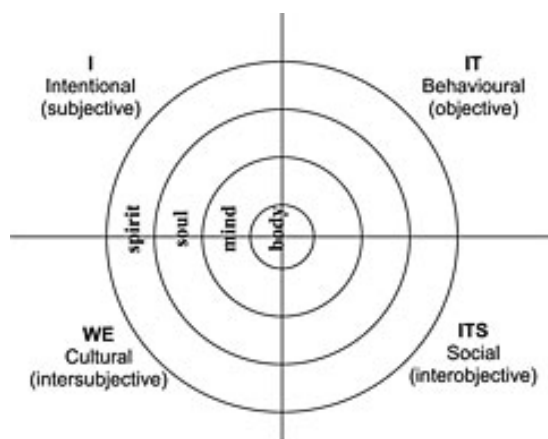 I
Intentional
(subjective)
IT
Behavioural
(objective)
spirit
soul
mind
body
WE
Cultural
(intersubjective)
ITS
Social
(interobjective)